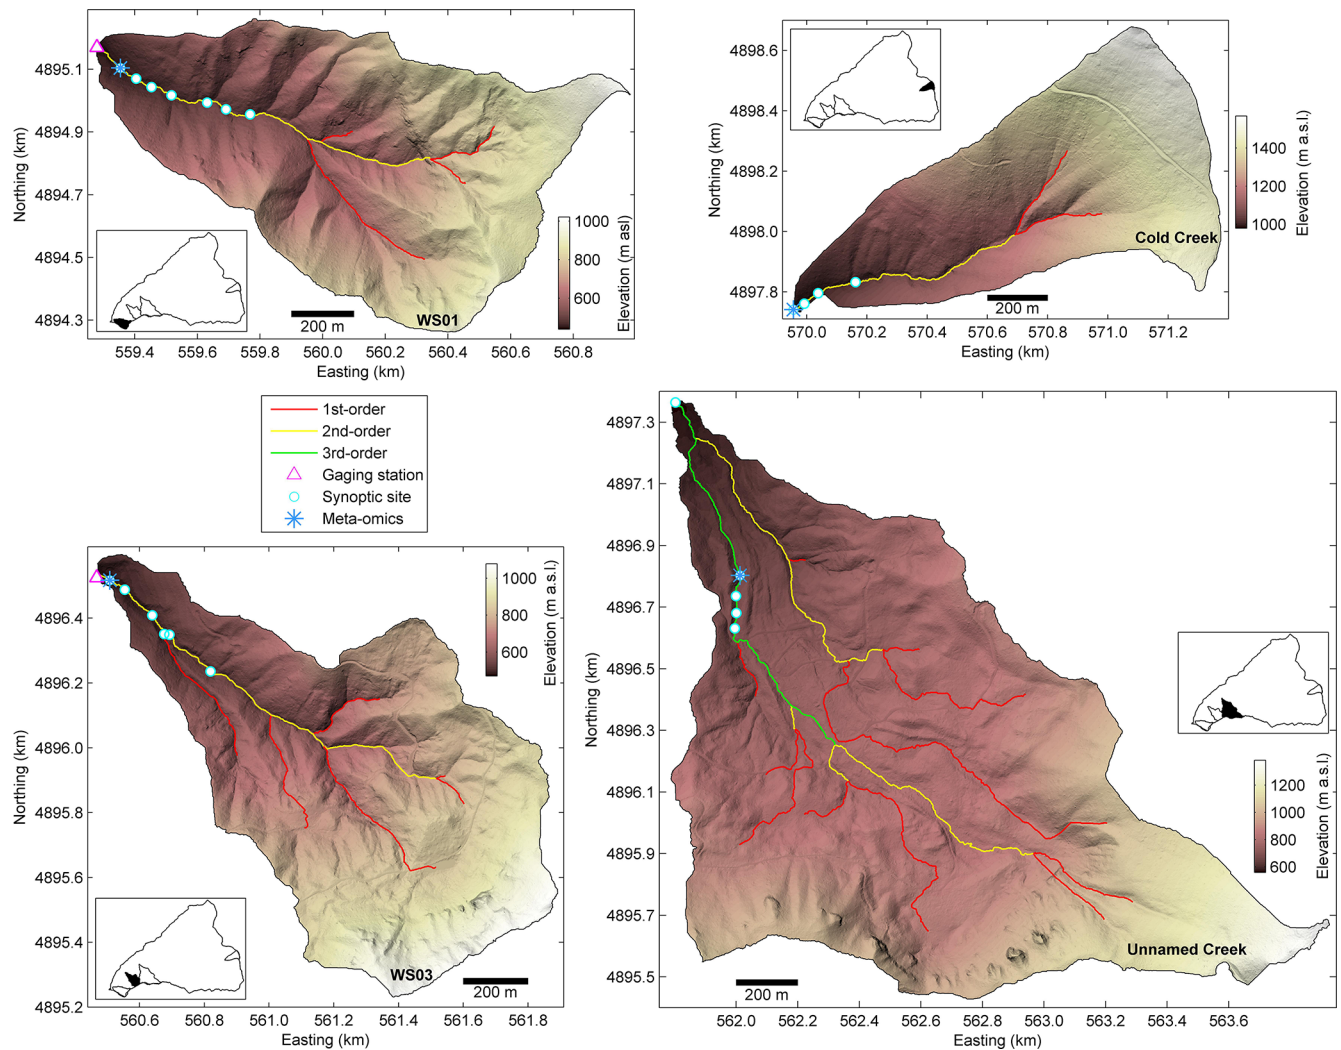 4895.1
4894.9
4894.7
4894.5
4894.3
Northing (km)
559.4 559.6 559.8 560.0 560.2 560.4 560.6 560.8
Easting (km)
1000
800
600
Elevation (m asl)
200 m
WS01
4898.6
4898.4
4898.2
4898.0
4897.8
Northing (km)
570.0 570.2 570.4 570.6 570.8 571.0 571.2
Easting (km)
1400
1200
1000
Elevation (m a.s.l.)
Cold Creek
200 m
1st-order
2nd-order
3rd-order
Gaging station
Synoptic site
Meta-omics
4896.4
4896.2
4896.0
4895.8
4895.6
4895.4
4895.2
Northing (km)
560.6 560.8 561.0 561.2 561.4 561.6 561.8
Easting (km)
1000
800
600
Elevation (m a.s.l.)
WS03
200 m
4897.3
4897.1
4896.9
4896.7
4896.5
4896.3
4896.1
4895.9
4895.7
4895.5
Northing (km)
562.0 562.2 562.4 562.6 562.8 563.0 563.2 563.4 563.6
Easting (km)
1200
1000
800
600
Elevation (m a.s.l.)
Unnamed Creek
200 m